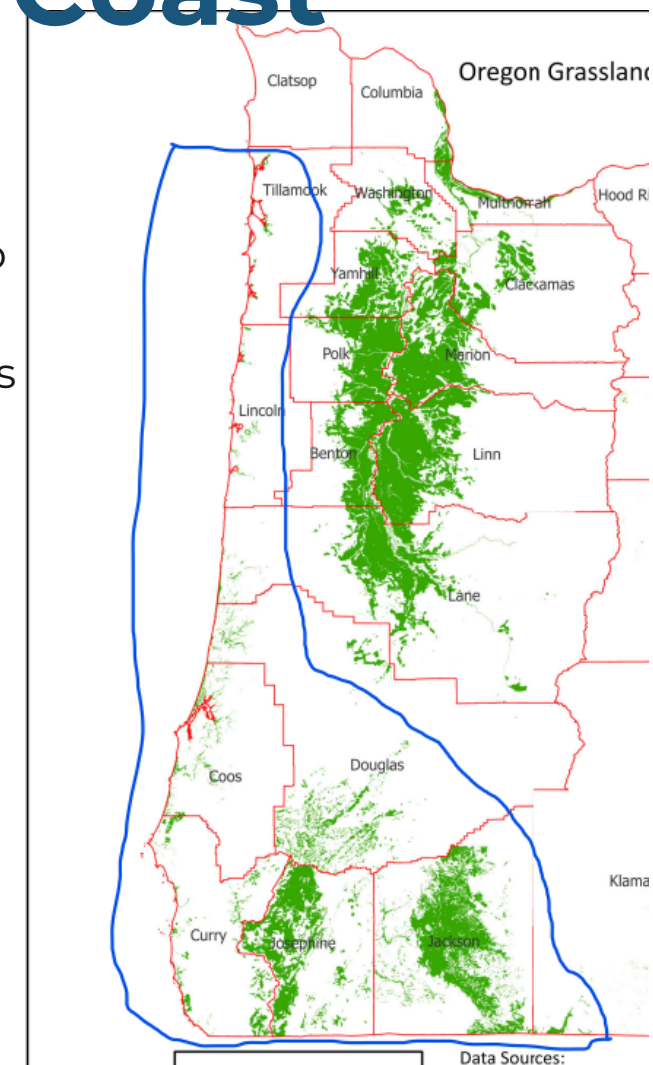 Coast
Oregon Grassland
Clatsop
Columbia
Tillamook
Washington
Multnomah
Hood Ri
Yamhill
Clackamas
Polk
Marion
Lincoln
Benton
Linn
Lane
Coos
Douglas
Klama
Curry
Josephine
Jackson
Data Sources: